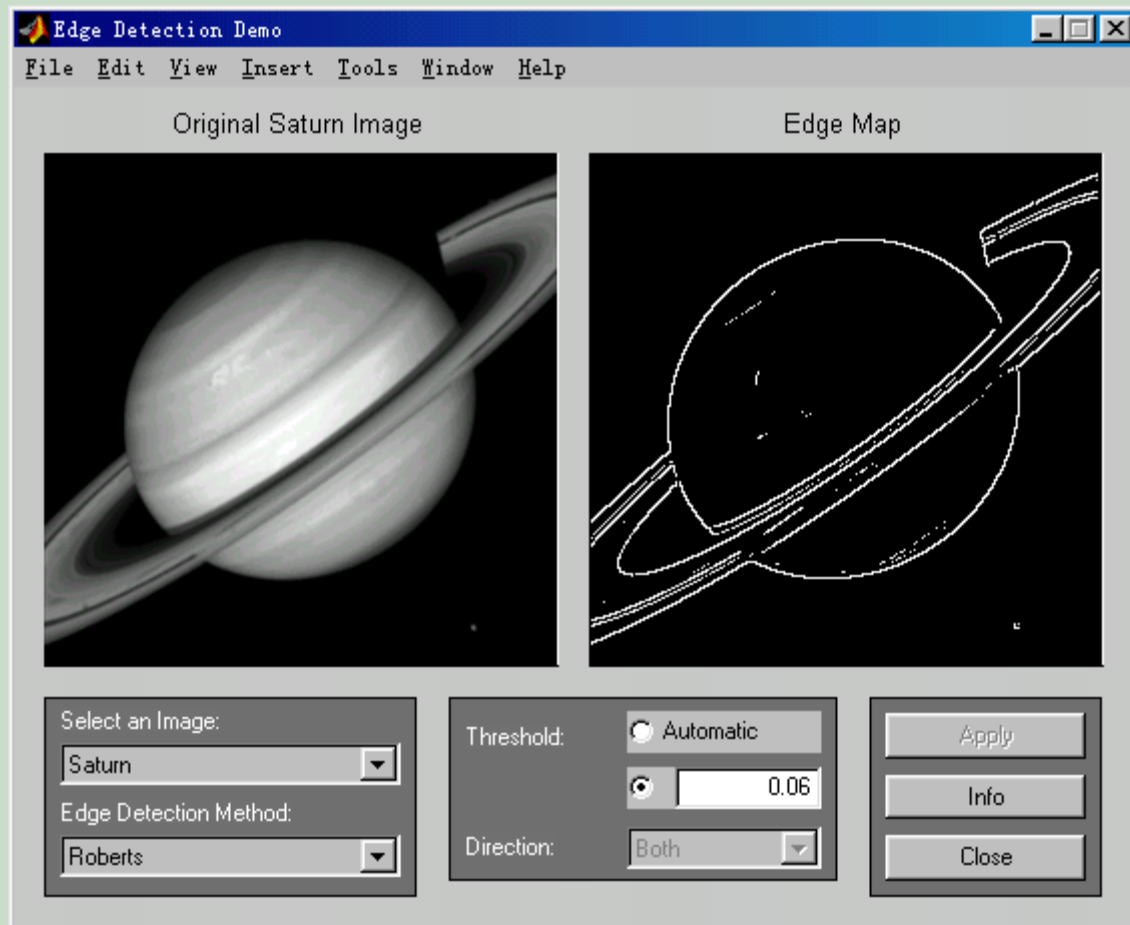 Edge Detection Demo
File Edit View Insert Tools Window Help
Original Saturn Image
Edge Map
Select an Image:
Saturn
Edge Detection Method:
Roberts
Threshold:
Automatic
0.06
Direction:
Both
Apply
Info
Close